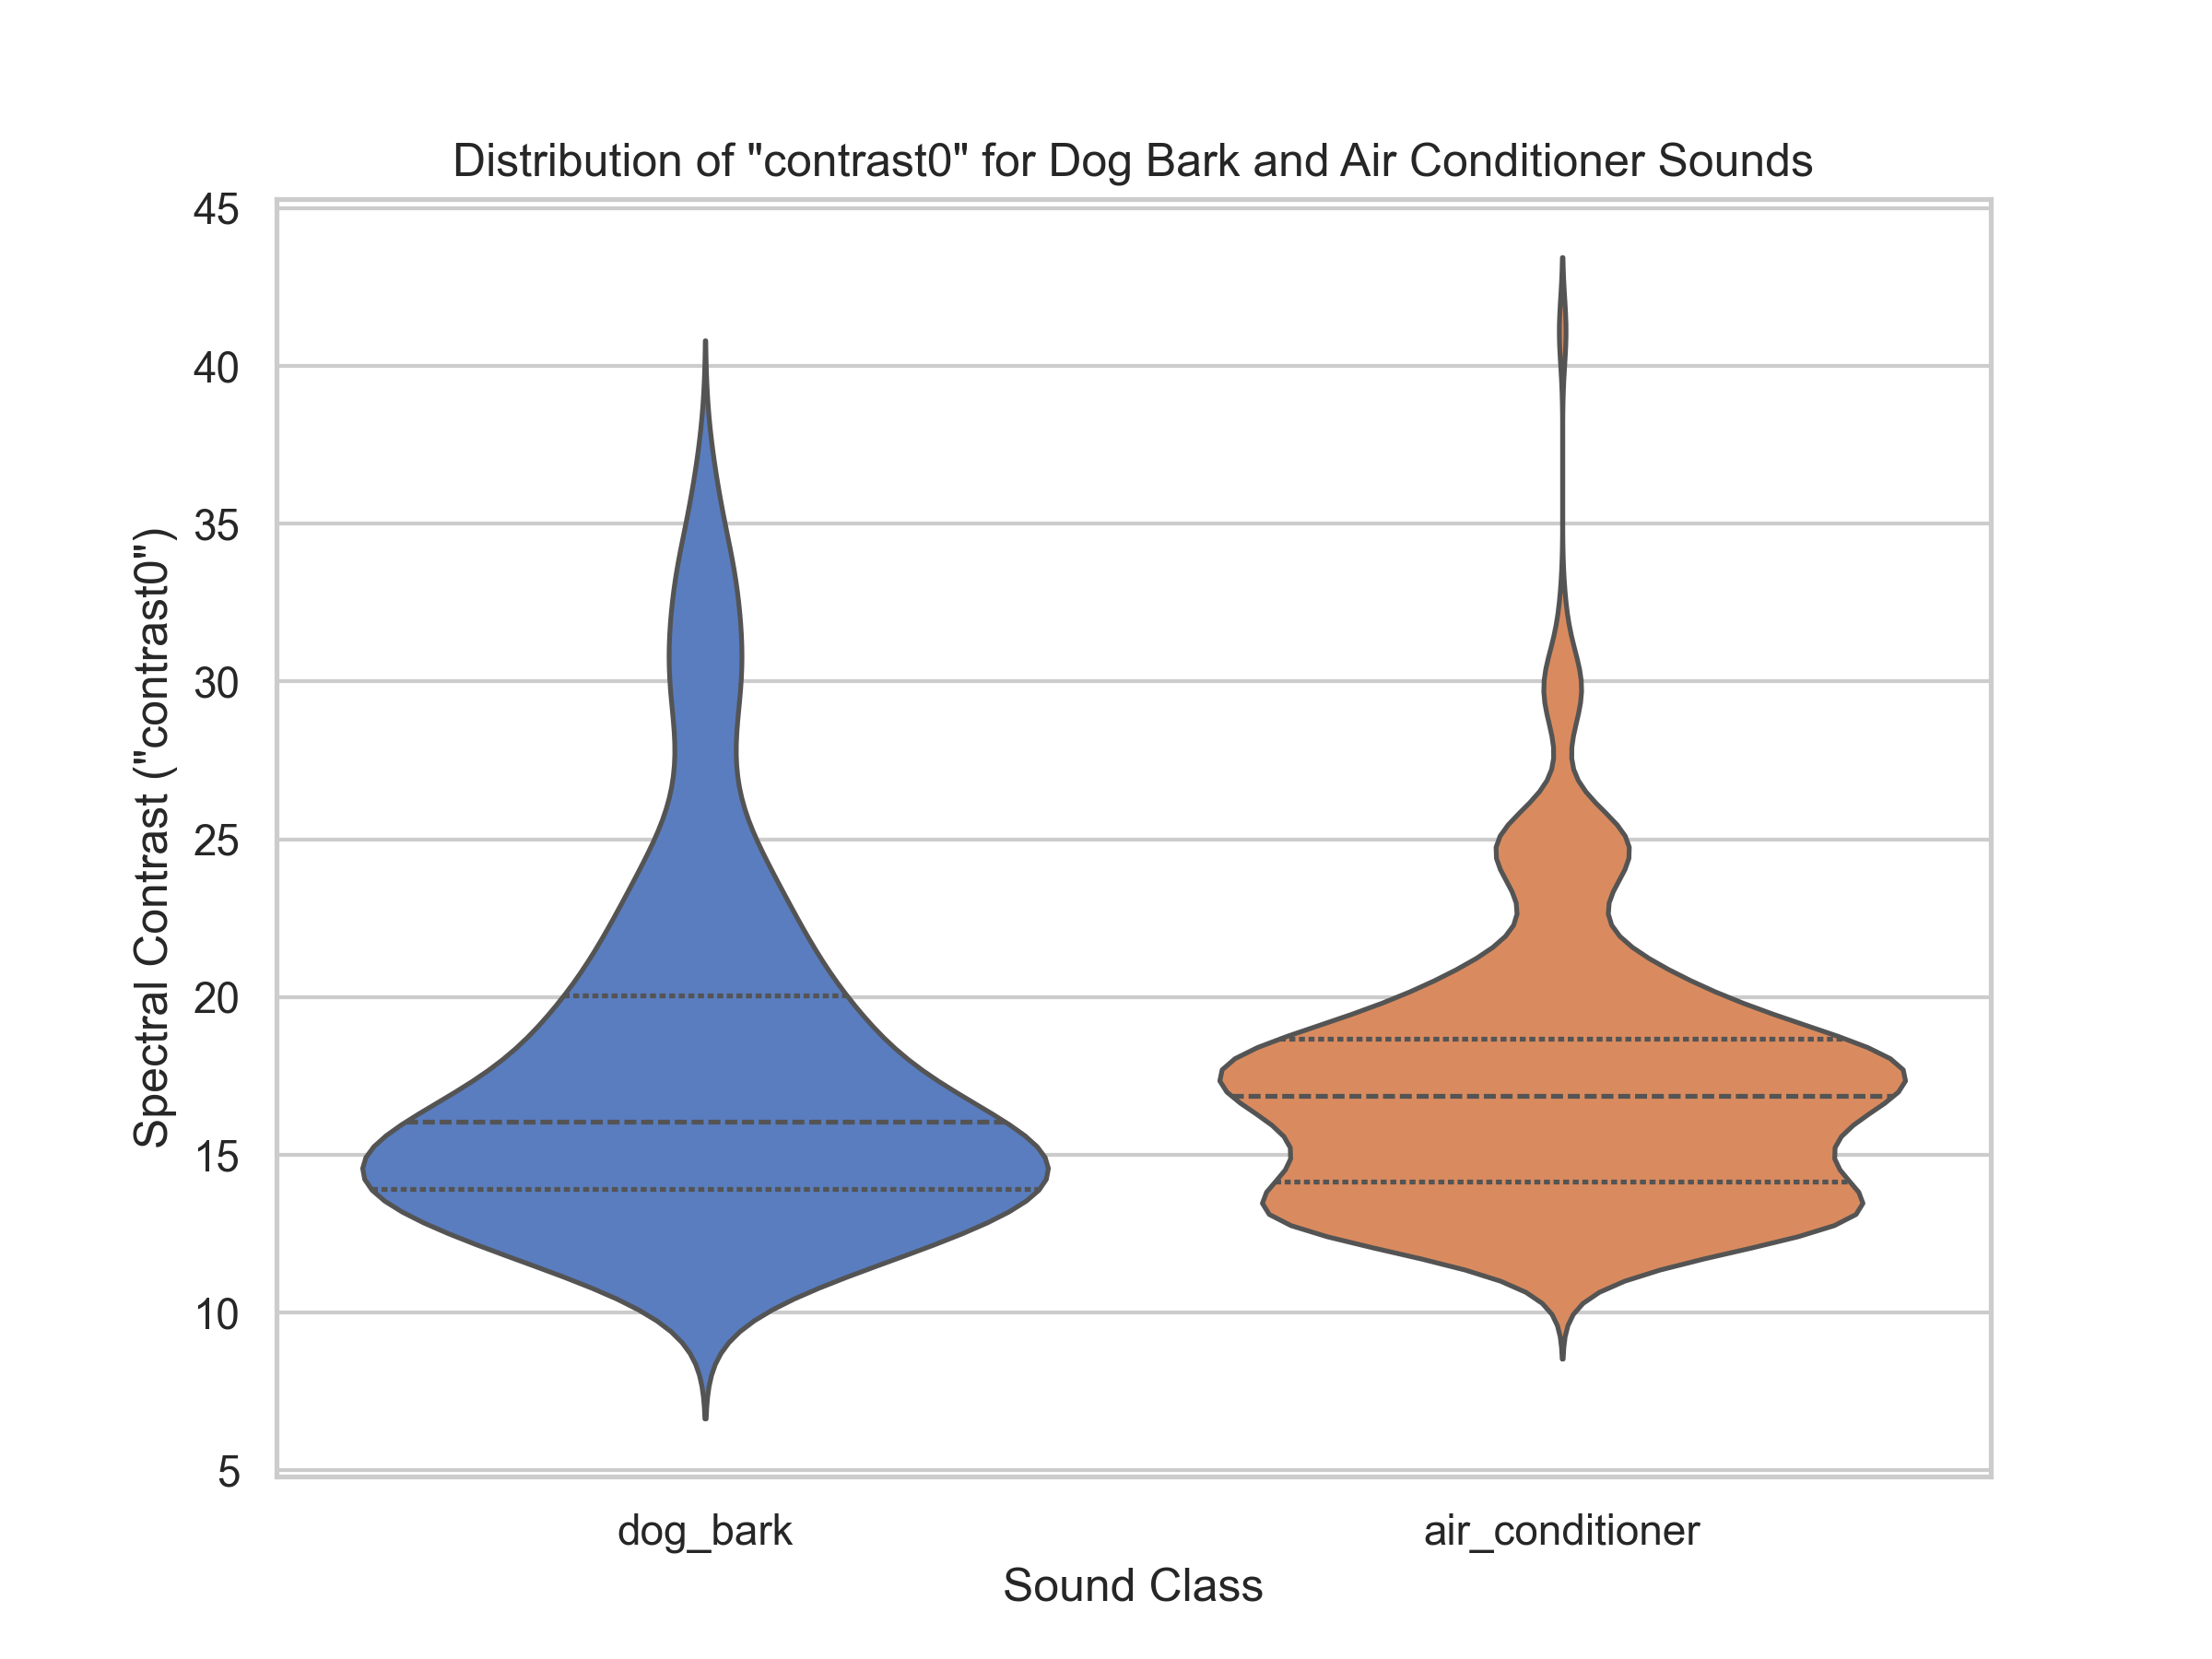 Distribution of "contrast0" for Dog Bark and Air Conditioner Sounds
45
40
35
30
25
20
15
10
5
Spectral Contrast ("contrast0")
dog_bark
air_conditioner
Sound Class